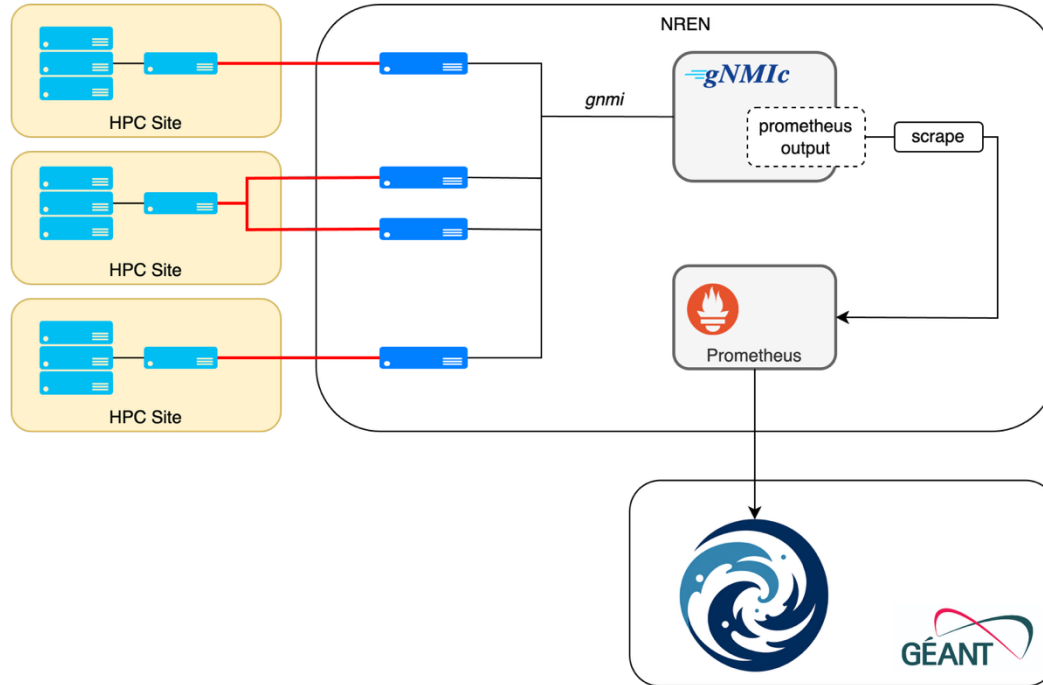 NREN
gNMIc
gnmi
prometheus
output
scrape
HPC Site
HPC Site
Prometheus
HPC Site
GÉANT